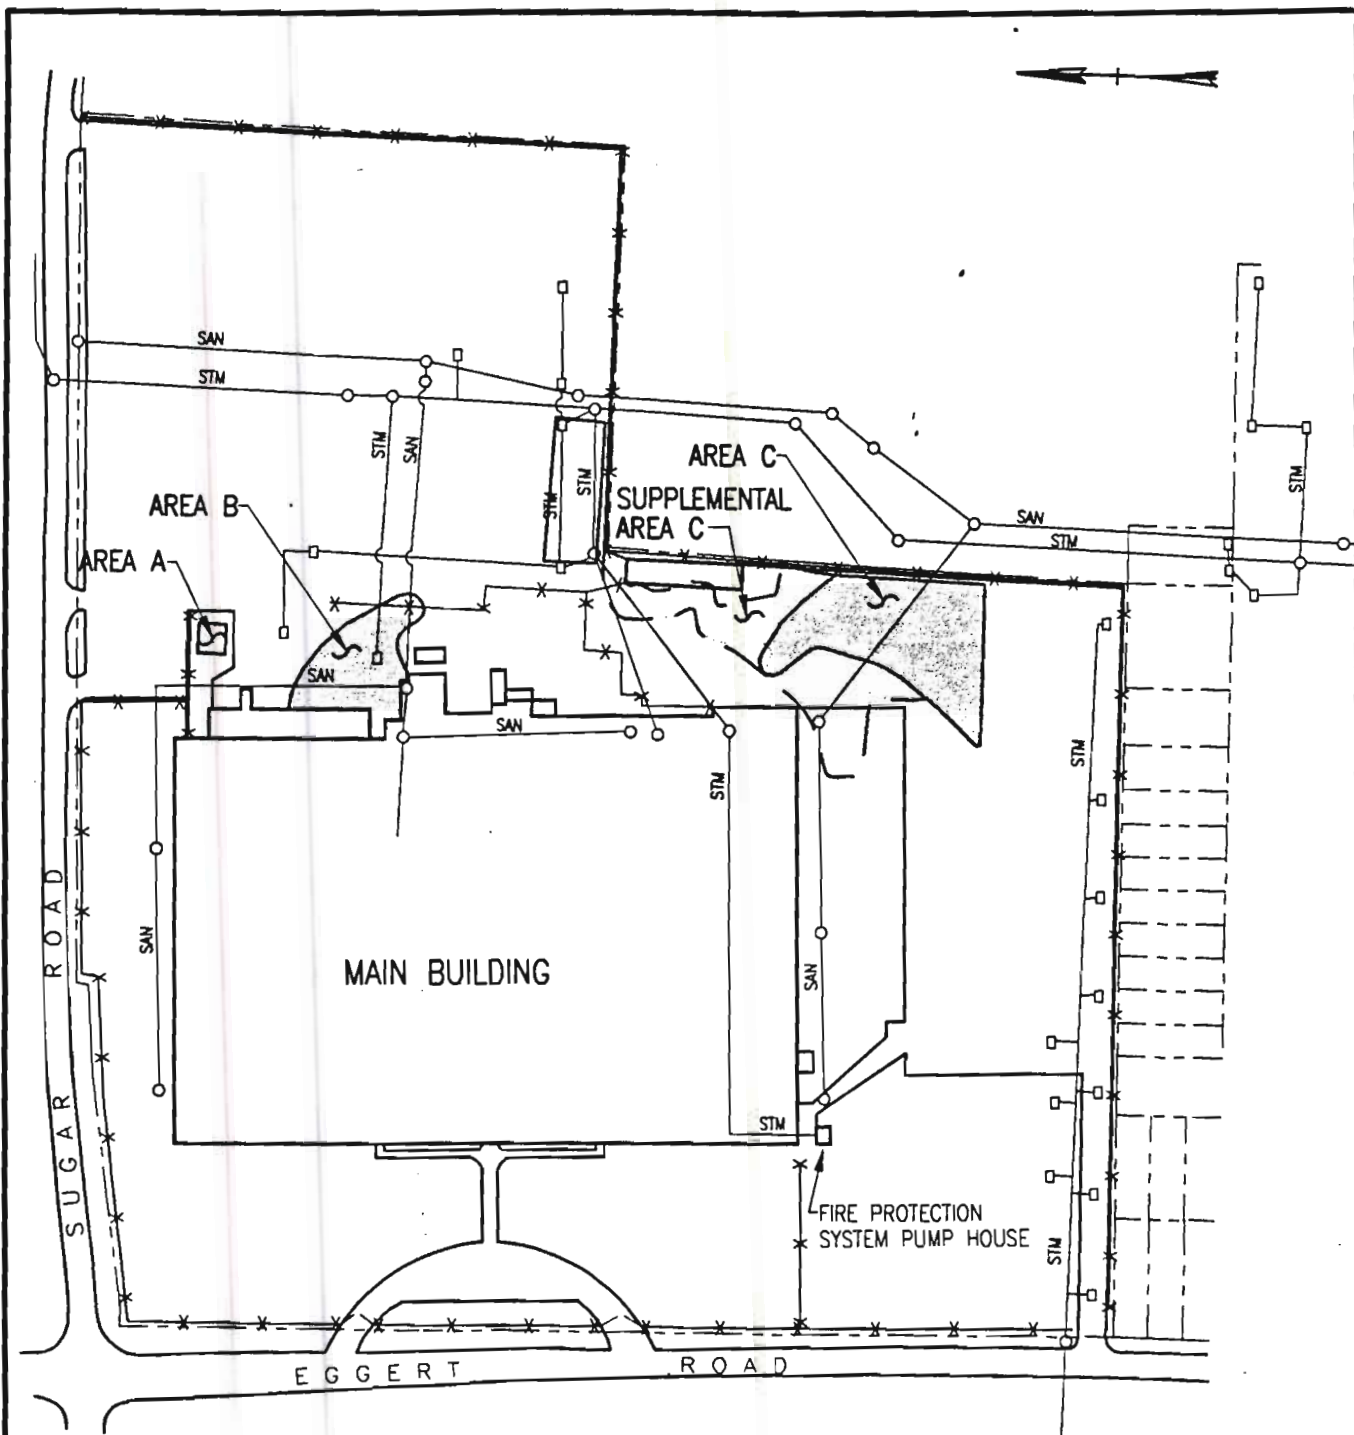 SAN
STM
STM
SAN
AREA C
SUPPLEMENTAL
AREA C
STM
STM
STM
AREA B
AREA A
SAN
STM
SAN
SAN
STM
STM
SUGAR ROAD
SAN
MAIN BUILDING
SAN
STM
FIRE PROTECTION
SYSTEM PUMP HOUSE
STM
EGGERT ROAD